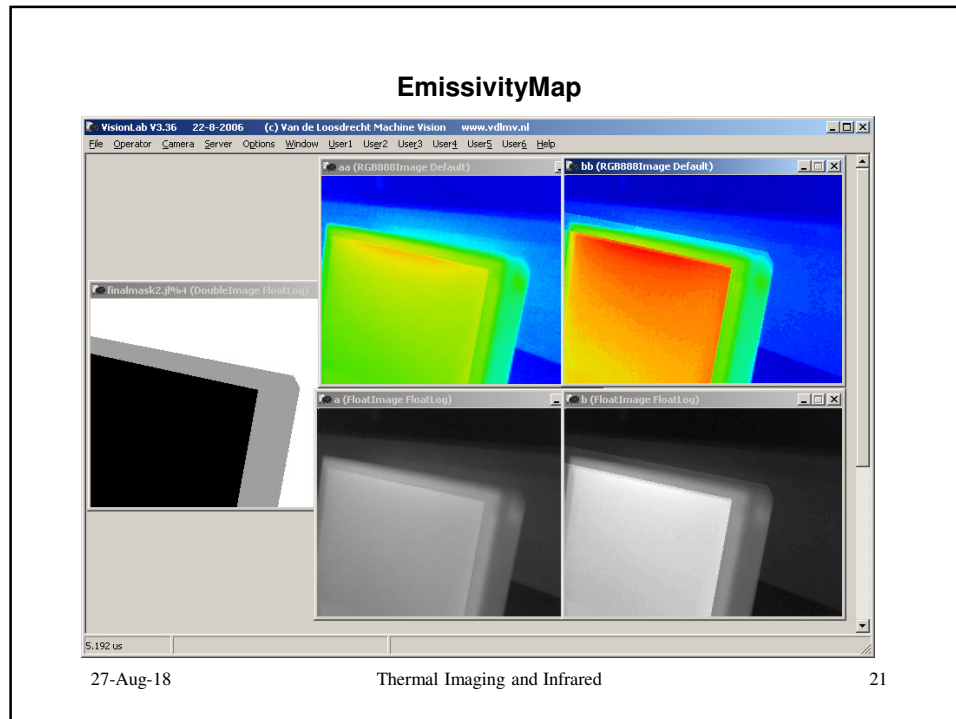 EmissivityMap
VisionLab V3.36 22-8-2006 (c) Van de Loosdrecht Machine Vision www.vdlmv.nl
File Operator Camera Server Options Window User1 User2 User3 User4 User5 User6 Help
aa (RGB888Image Default)
bb (RGB888Image Default)
finalmask2.jl%4 (DoubleImage FloatLog)
a (FloatImage FloatLog)
b (FloatImage FloatLog)
5.192 us
27-Aug-18 Thermal Imaging and Infrared 21